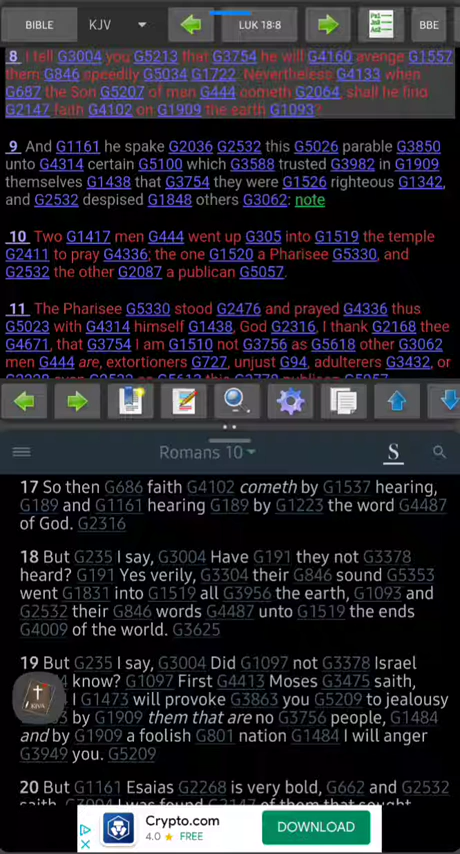 BIBLE KJV LUK 18:8 BBE
8 I tell G3004 you G5213 that G3754 he will G4160 avenge G1557
them G846 speedily G5034 G1722. Nevertheless G4133 when
G687 the Son G5207 of man G444 cometh G2064, shall he find
G2147 faith G4102 on G1909 the earth G1093?
9 And G1161 he spake G2036 G2532 this G5026 parable G3850
unto G4314 certain G5100 which G3588 trusted G3982 in G1909
themselves G1438 that G3754 they were G1526 righteous G1342,
and G2532 despised G1848 others G3062: note
10 Two G1417 men G444 went up G305 into G1519 the temple
G2411 to pray G4336; the one G1520 a Pharisee G5330, and
G2532 the other G2087 a publican G5057.
11 The Pharisee G5330 stood G2476 and prayed G4336 thus
G5023 with G4314 himself G1438, God G2316, I thank G2168 thee
G4671, that G3754 I am G1510 not G3756 as G5618 other G3062
men G444 are, extortioners G727, unjust G94, adulterers G3432, or
Romans 10 S
17 So then G686 faith G4102 cometh by G1537 hearing,
G189 and G1161 hearing G189 by G1223 the word G4487
of God. G2316
18 But G235 I say, G3004 Have G191 they not G3378
heard? G191 Yes verily, G3304 their G846 sound G5353
went G1831 into G1519 all G3956 the earth, G1093 and
G2532 their G846 words G4487 unto G1519 the ends
G4009 of the world. G3625
19 But G235 I say, G3004 Did G1097 not G3378 Israel
know? G1097 First G4413 Moses G3475 saith,
I G1473 will provoke G3863 you G5209 to jealousy
by G1909 them that are no G3756 people, G1484
and by G1909 a foolish G801 nation G1484 I will anger
G3949 you. G5209
20 But G1161 Esaias G2268 is very bold, G662 and G2532
saith, G3004 I was found G2147 of them that sought
Crypto.com
4.0 ★ FREE
DOWNLOAD